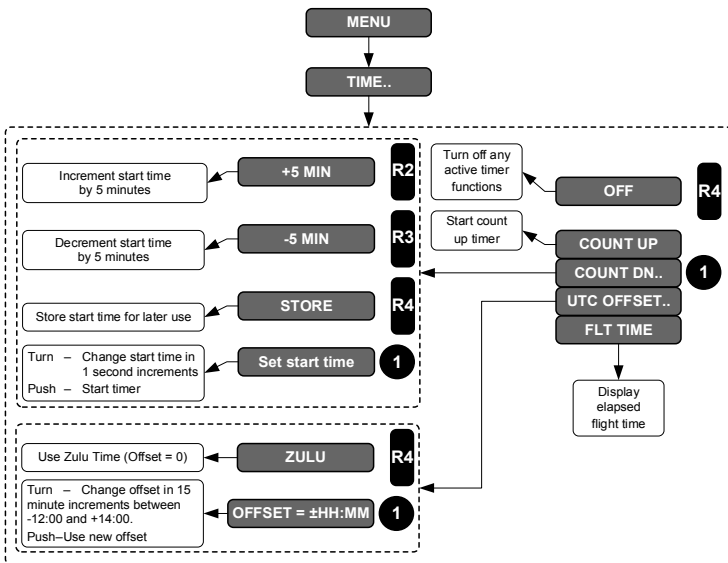 MENU
TIME..
Increment start time
by 5 minutes
+5 MIN
R2
Decrement start time
by 5 minutes
-5 MIN
R3
Store start time for later use
STORE
R4
Turn – Change start time in
1 second increments
Push – Start timer
Set start time
1
Turn off any
active timer
functions
OFF
R4
Start count
up timer
COUNT UP
COUNT DN..
1
UTC OFFSET..
FLT TIME
Display
elapsed
flight time
Use Zulu Time (Offset = 0)
ZULU
R4
Turn – Change offset in 15
minute increments between
-12:00 and +14:00.
Push–Use new offset
OFFSET = ±HH:MM
1